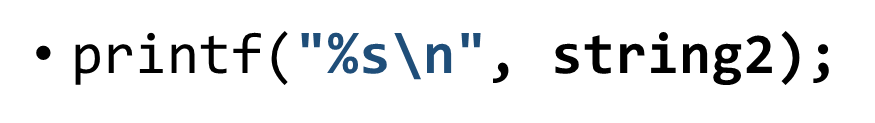 • printf("%s\n", string2);